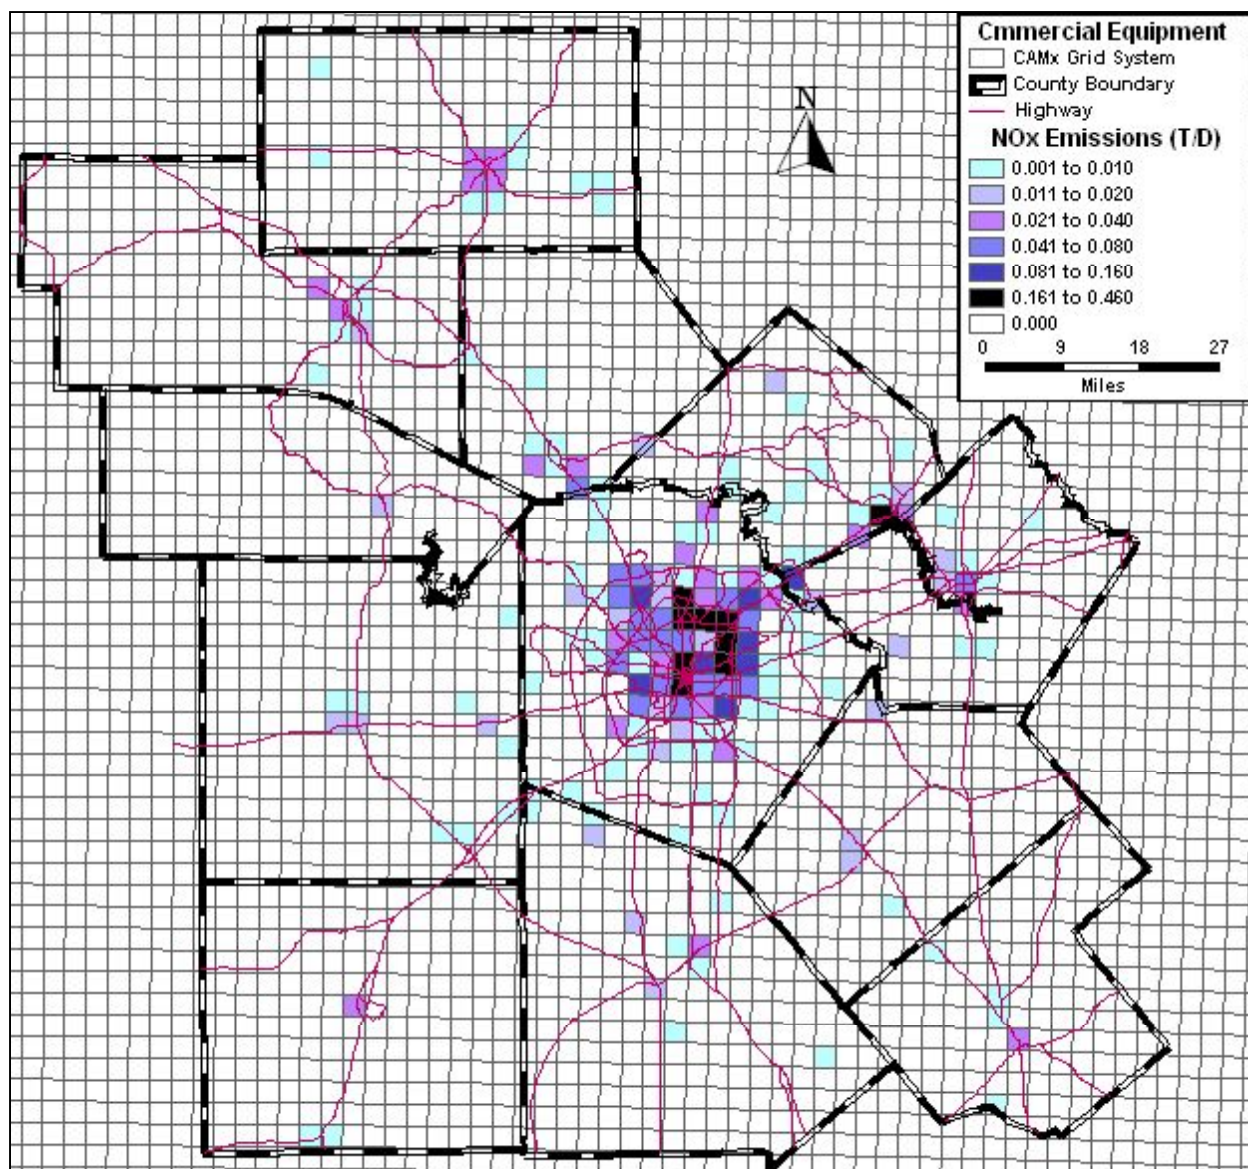 Cmmercial Equipment
CAMx Grid System
County Boundary
Highway
NOx Emissions (T/D)
0.001 to 0.010
0.011 to 0.020
0.021 to 0.040
0.041 to 0.080
0.081 to 0.160
0.161 to 0.460
0.000
0 9 18 27
Miles
N